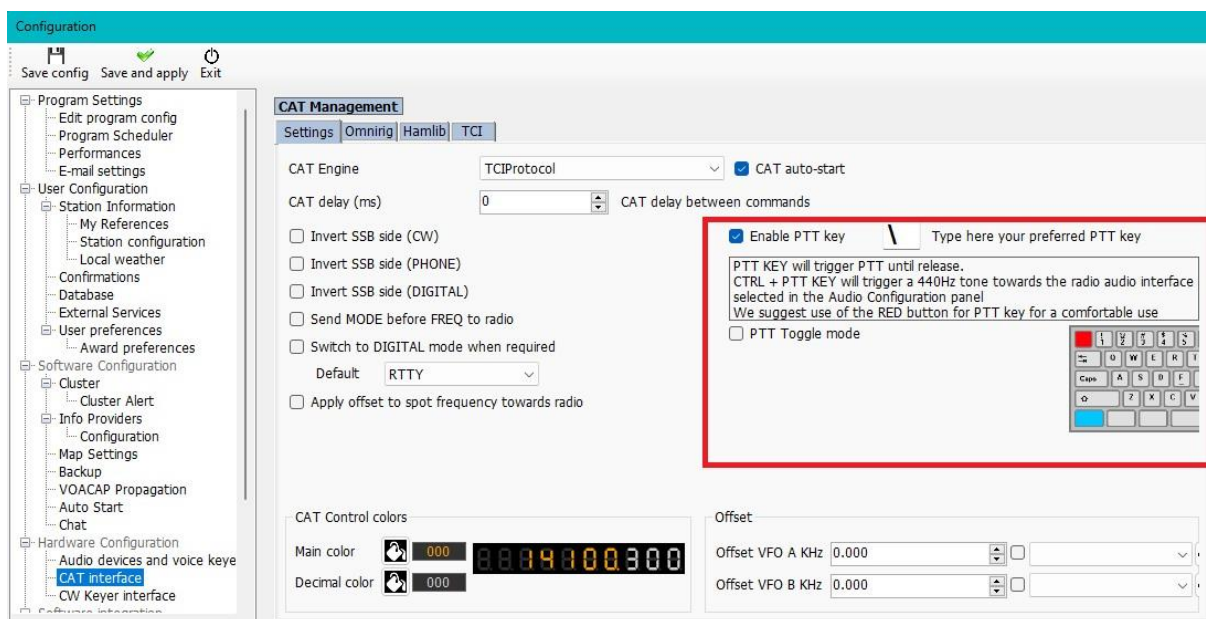 Configuration
Save config Save and apply Exit
Program Settings
Edit program config
Program Scheduler
Performances
E-mail settings
User Configuration
Station Information
My References
Station configuration
Local weather
Confirmations
Database
External Services
User preferences
Award preferences
Software Configuration
Cluster
Cluster Alert
Info Providers
Configuration
Map Settings
Backup
VOACAP Propagation
Auto Start
Chat
Hardware Configuration
Audio devices and voice keye
CAT interface
CW Keyer interface
Software integration
CAT Management
Settings Omnirig Hamlib TCI
CAT Engine TCIProtocol CAT auto-start
CAT delay (ms) 0 CAT delay between commands
Invert SSB side (CW)
Invert SSB side (PHONE)
Invert SSB side (DIGITAL)
Send MODE before FREQ to radio
Switch to DIGITAL mode when required
Default RTTY
Apply offset to spot frequency towards radio
Enable PTT key \ Type here your preferred PTT key
PTT KEY will trigger PTT until release.
CTRL + PTT KEY will trigger a 440Hz tone towards the radio audio interface
selected in the Audio Configuration panel
We suggest use of the RED button for PTT key for a comfortable use
PTT Toggle mode
Q W E R T
Caps A S D F
Z X C V
CAT Control colors
Main color 000
Decimal color 000
14100.300
Offset
Offset VFO A KHz 0.000
Offset VFO B KHz 0.000